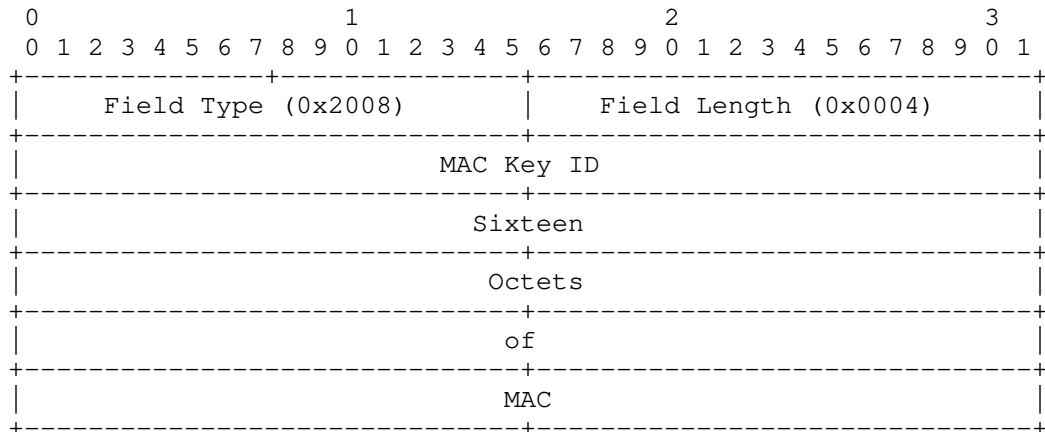 0 1 2 3
0 1 2 3 4 5 6 7 8 9 0 1 2 3 4 5 6 7 8 9 0 1 2 3 4 5 6 7 8 9 0 1
Field Type (0x2008) Field Length (0x0004)
MAC Key ID
Sixteen
Octets
of
MAC